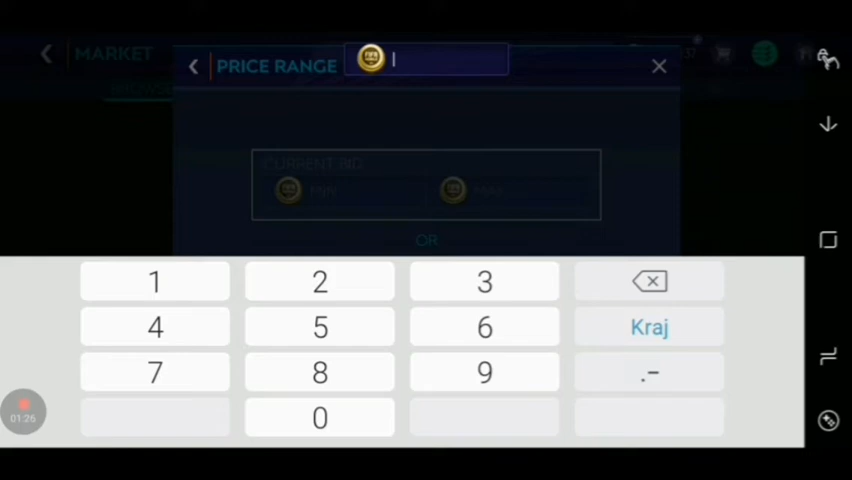 MARKET
PRICE RANGE
CURRENT BID
MIN
MAX
OR
1 2 3
4 5 6 Kraj
7 8 9 .-
0
01:26